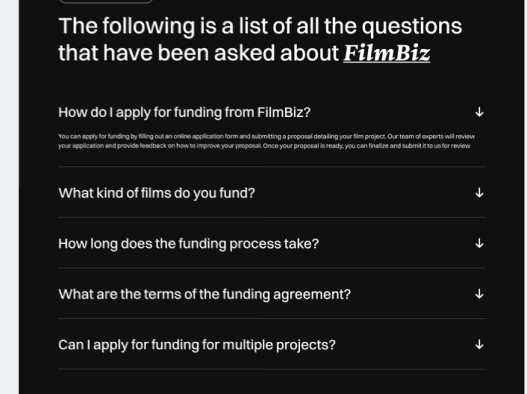 The following is a list of all the questions
that have been asked about FilmBiz
How do I apply for funding from FilmBiz?
You can apply for funding by filling out an online application form and submitting a proposal detailing your film project. Our team of experts will review
your application and provide feedback on how to improve your proposal. Once your proposal is ready, you can finalize and submit it to us for review
What kind of films do you fund?
How long does the funding process take?
What are the terms of the funding agreement?
Can I apply for funding for multiple projects?